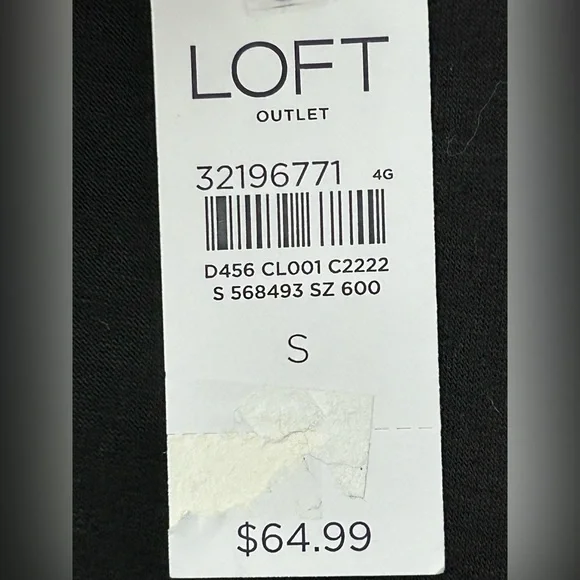 LOFT
OUTLET
32196771 4G
D456 CL001 C2222
S 568493 SZ 600
S
$64.99